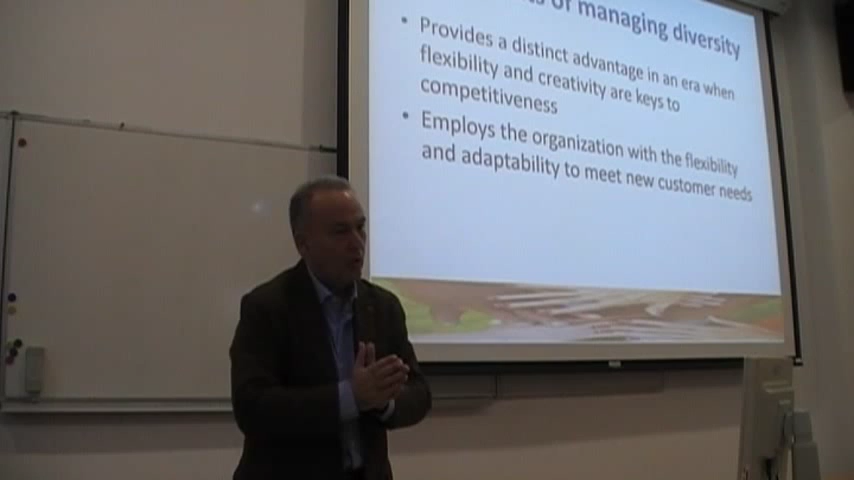 of managing diversity
• Provides a distinct advantage in an era when
flexibility and creativity are keys to
competitiveness
• Employs the organization with the flexibility
and adaptability to meet new customer needs